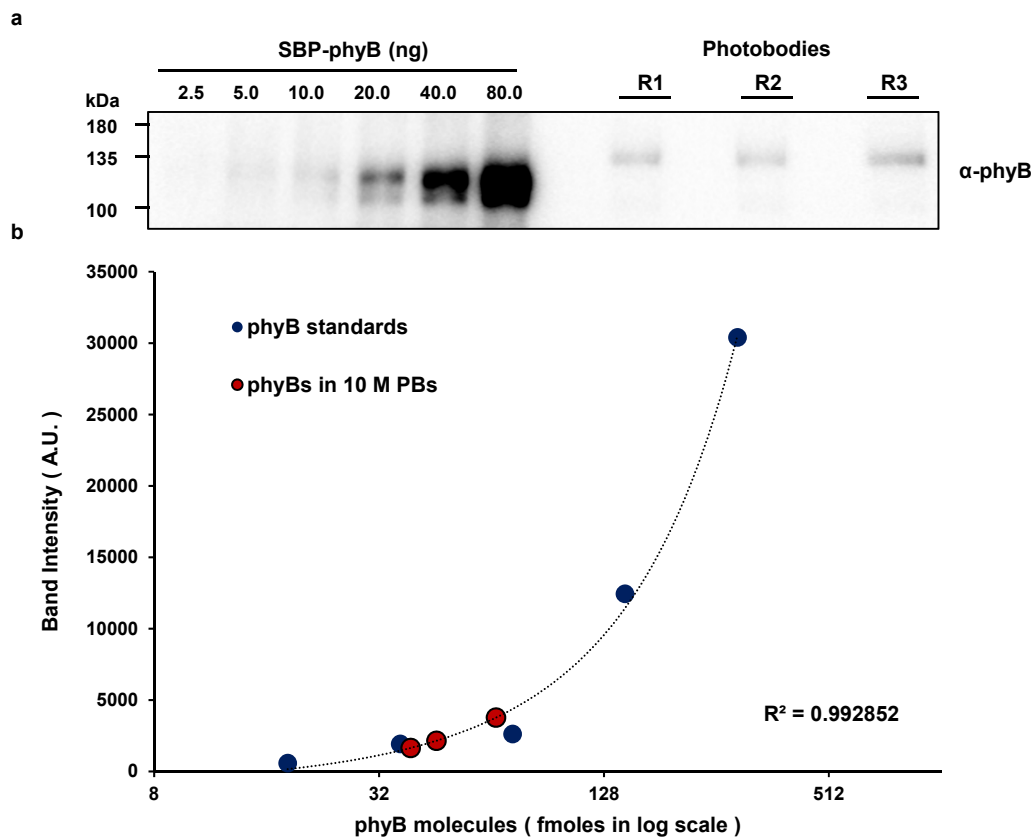 a
SBP-phyB (ng)
Photobodies
2.5 5.0 10.0 20.0 40.0 80.0
R1 R2 R3
kDa
180
135
100
α-phyB
b
35000
30000
25000
20000
15000
10000
5000
0
Band Intensity ( A.U. )
phyB standards
phyBs in 10 M PBs
R² = 0.992852
8 32 128 512
phyB molecules ( fmoles in log scale )